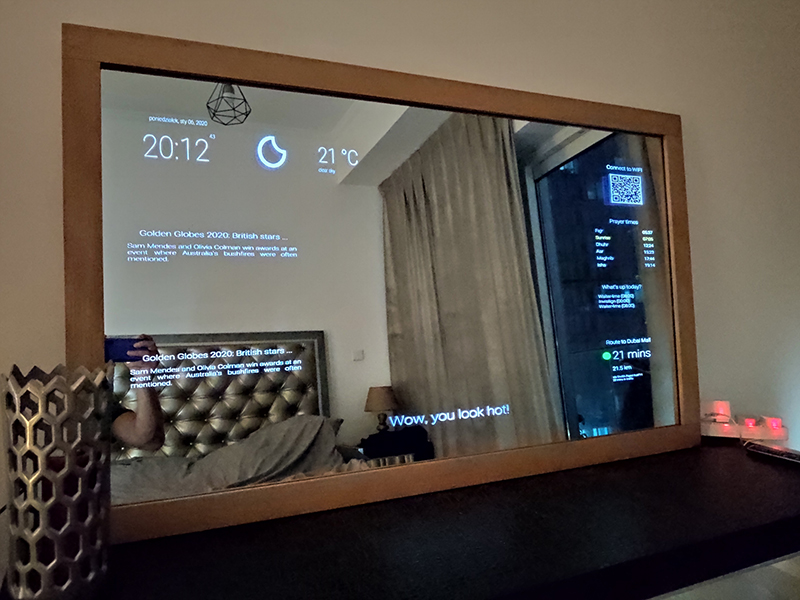 poniedziałek, sty 06, 2020
20:12 43
21 °C
clear sky
Golden Globes 2020: British stars ...
Sam Mendes and Olivia Colman win awards at an
event where Australia's bushfires were often
mentioned.
Golden Globes 2020: British stars ...
Sam Mendes and Olivia Colman win awards at an
event where Australia's bushfires were often
mentioned.
Wow, you look hot!
Connect to WiFi
Prayer times
Fajr
Sunrise
Dhuhr
Asr
Maghrib
Isha
What's up today?
Route to Dubai Mall
21 mins
21.5 km